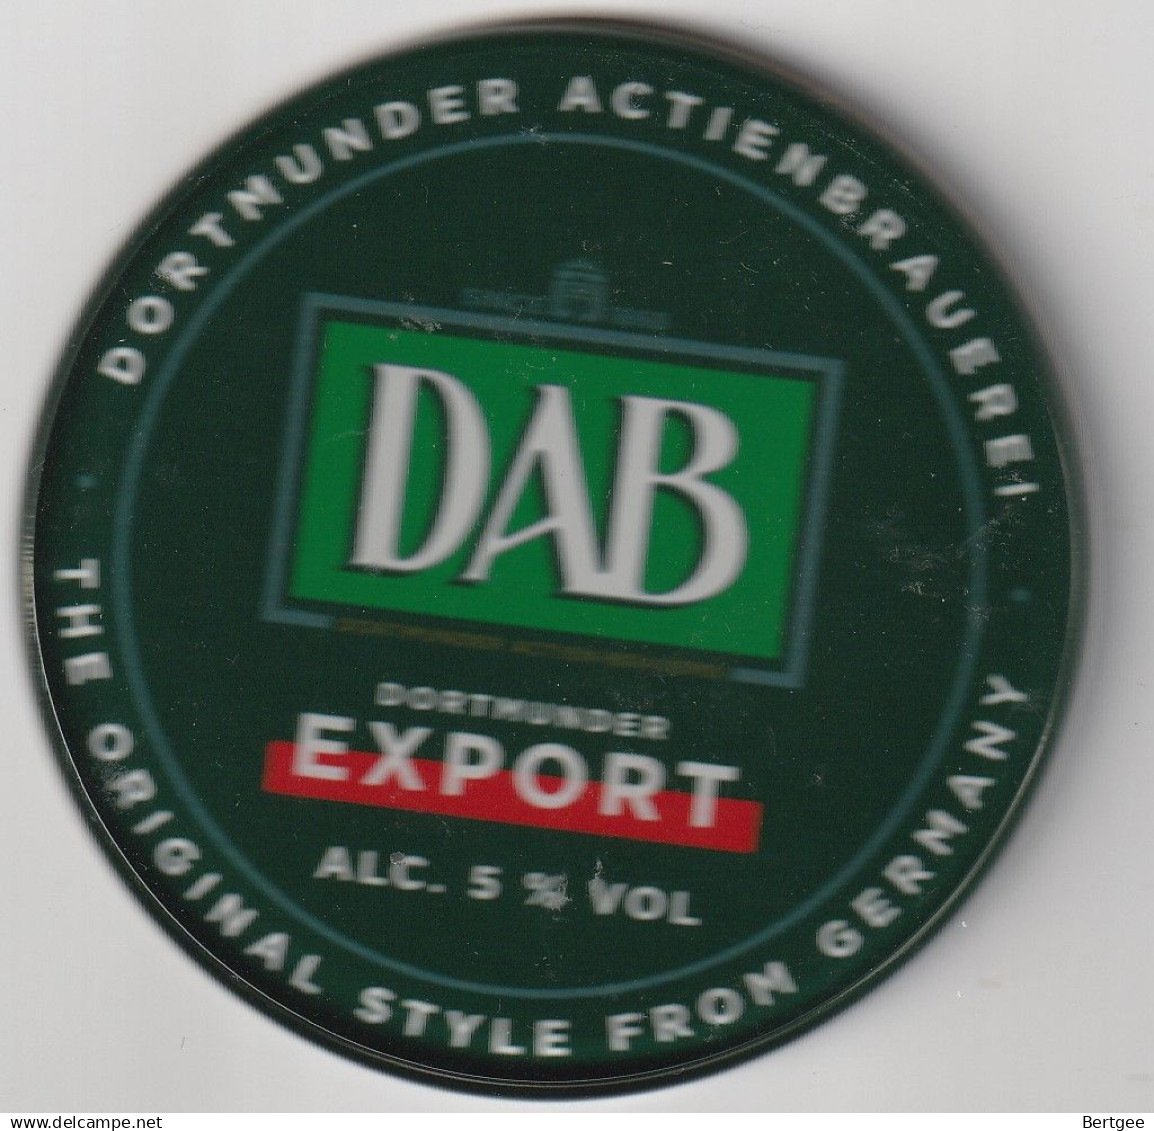 DORTMUNDER ACTIENBRAUEREI
DAB
DORTMUNDER
EXPORT
ALC. 5 % VOL
THE ORIGINAL STYLE FROM GERMANY
www.delcampe.net
Bertgee